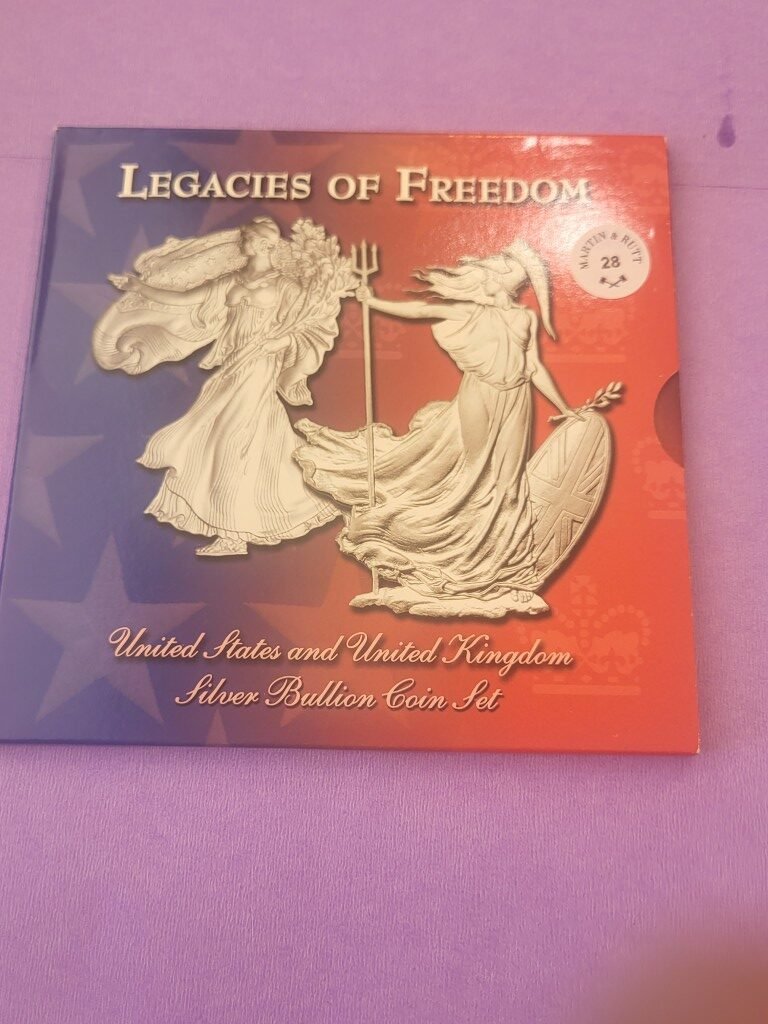 LEGACIES OF FREEDOM
MARTIN & RUTT
28
United States and United Kingdom
Silver Bullion Coin Set